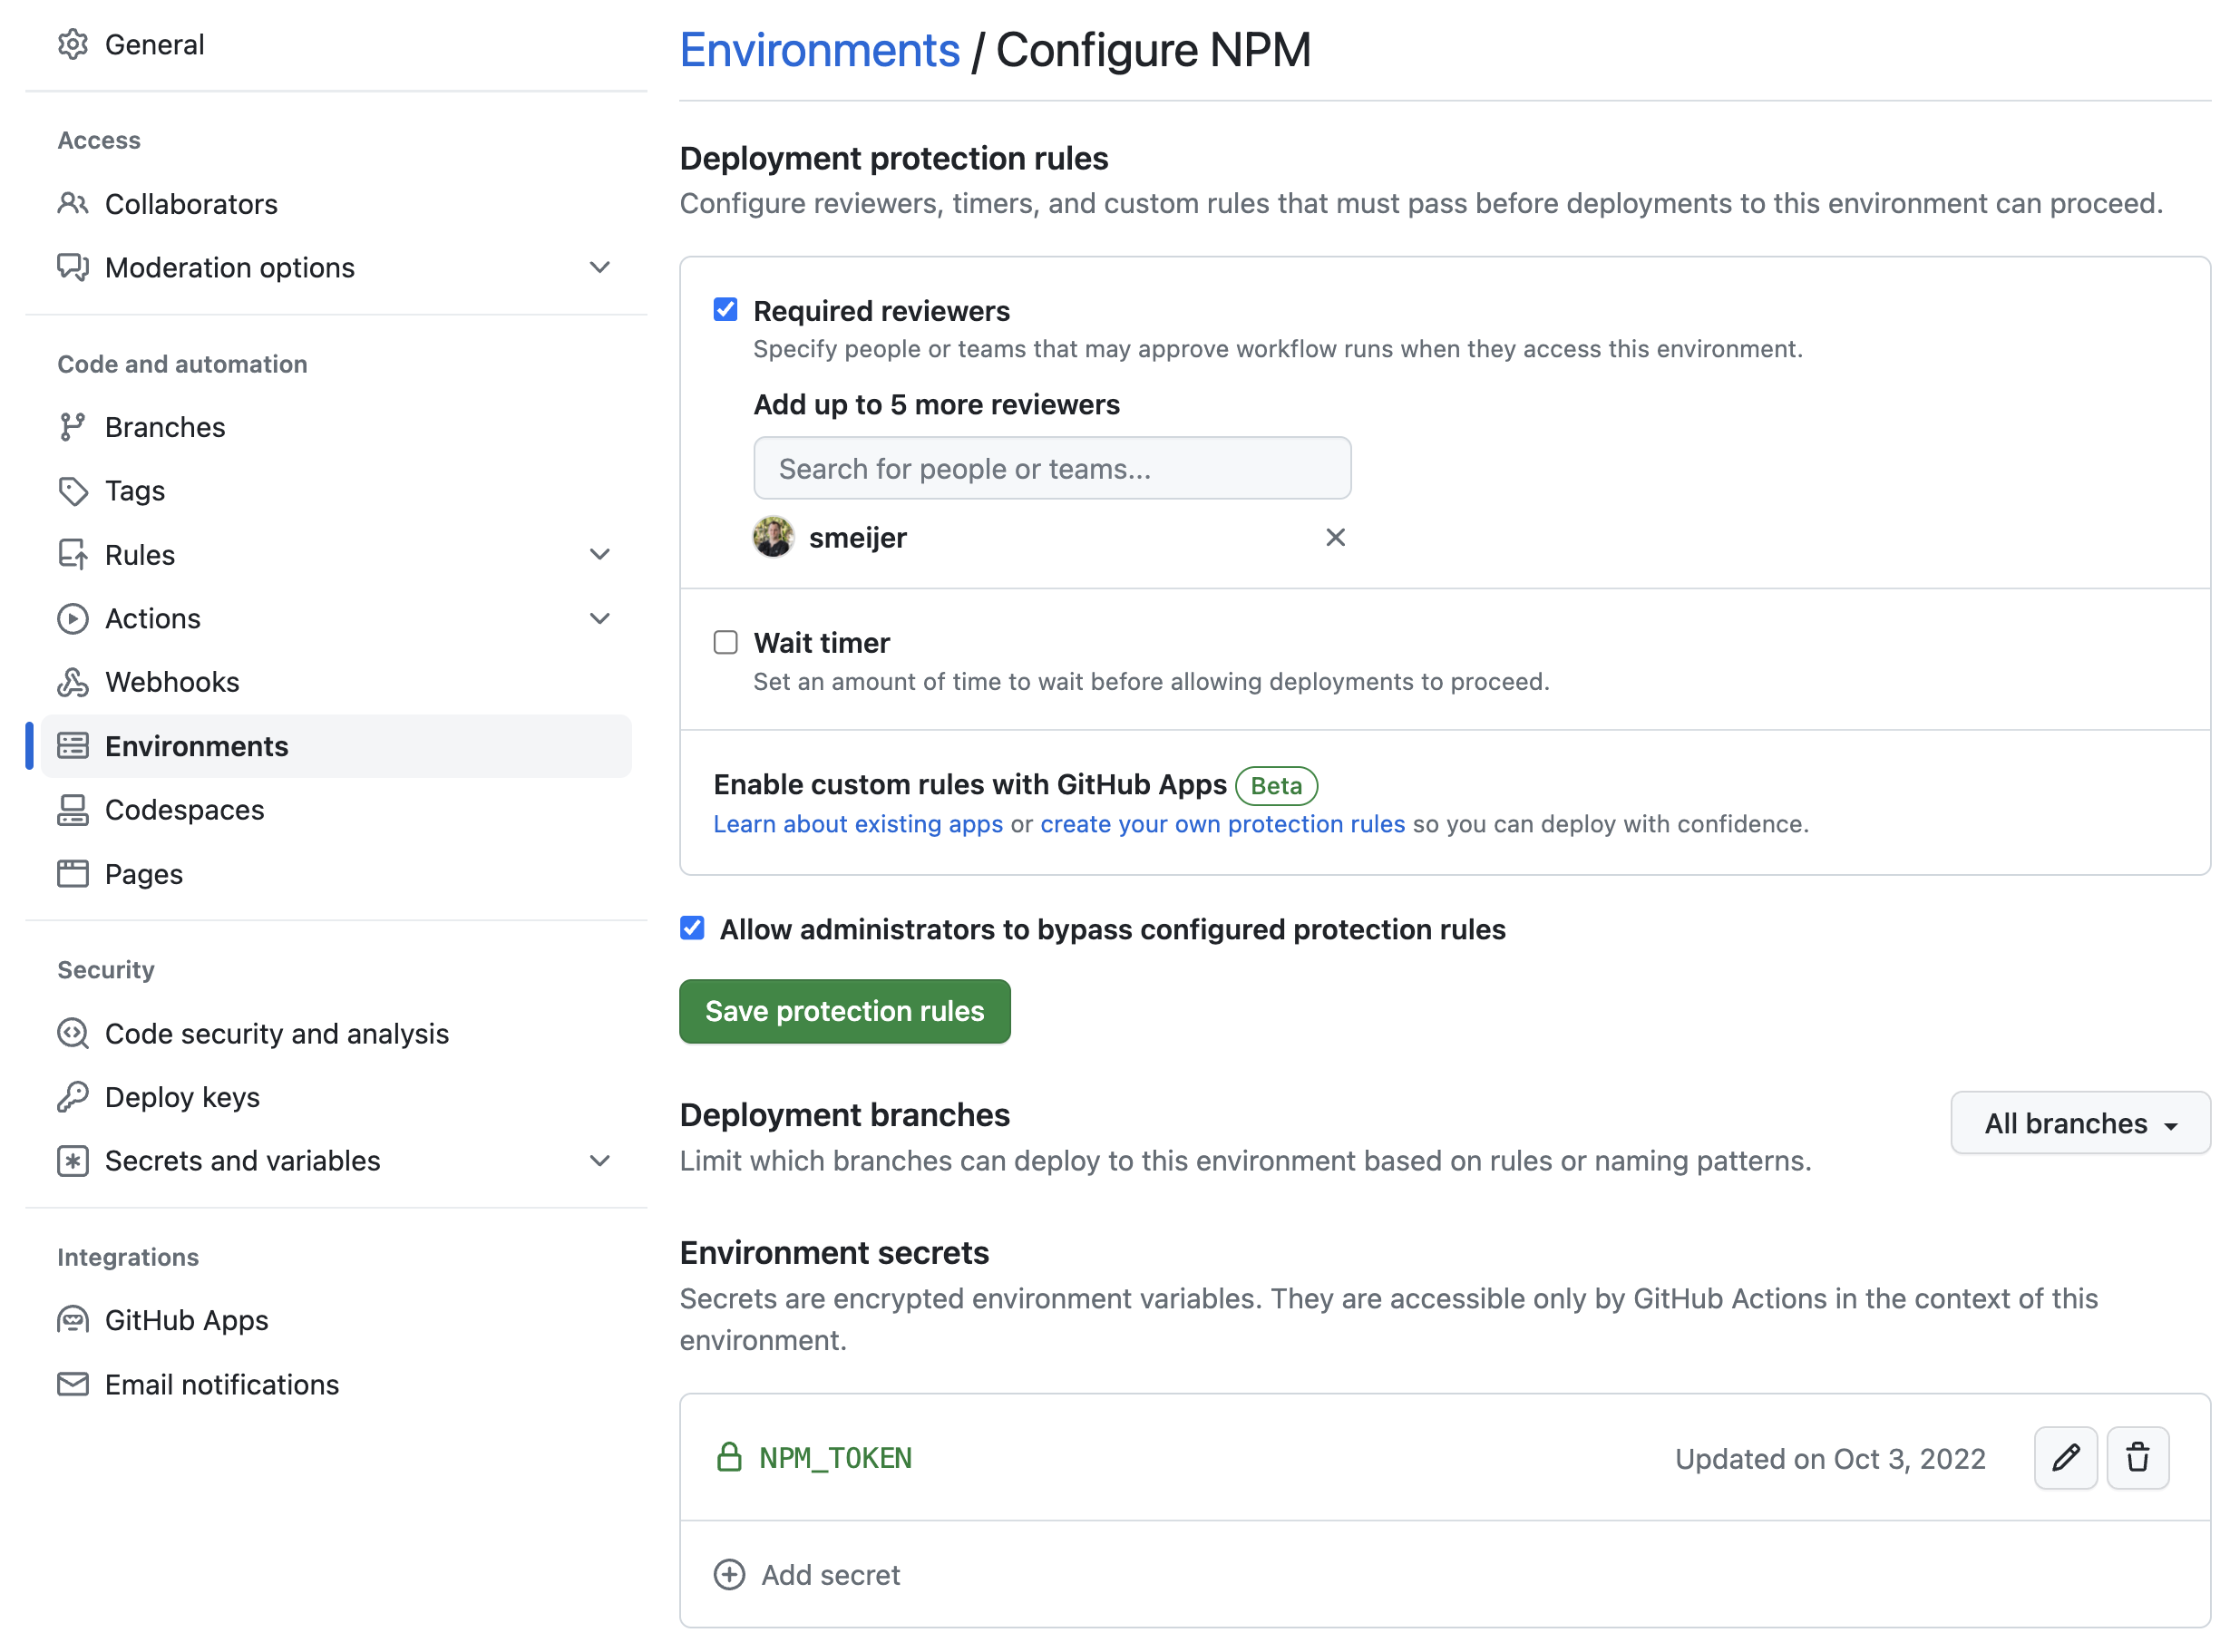 General
Access
Collaborators
Moderation options
Code and automation
Branches
Tags
Rules
Actions
Webhooks
Environments
Codespaces
Pages
Security
Code security and analysis
Deploy keys
Secrets and variables
Integrations
GitHub Apps
Email notifications
Environments / Configure NPM
Deployment protection rules
Configure reviewers, timers, and custom rules that must pass before deployments to this environment can proceed.
Required reviewers
Specify people or teams that may approve workflow runs when they access this environment.
Add up to 5 more reviewers
Search for people or teams...
smeijer
Wait timer
Set an amount of time to wait before allowing deployments to proceed.
Enable custom rules with GitHub Apps Beta
Learn about existing apps or create your own protection rules so you can deploy with confidence.
Allow administrators to bypass configured protection rules
Save protection rules
Deployment branches
All branches
Limit which branches can deploy to this environment based on rules or naming patterns.
Environment secrets
Secrets are encrypted environment variables. They are accessible only by GitHub Actions in the context of this
environment.
NPM_TOKEN Updated on Oct 3, 2022
Add secret